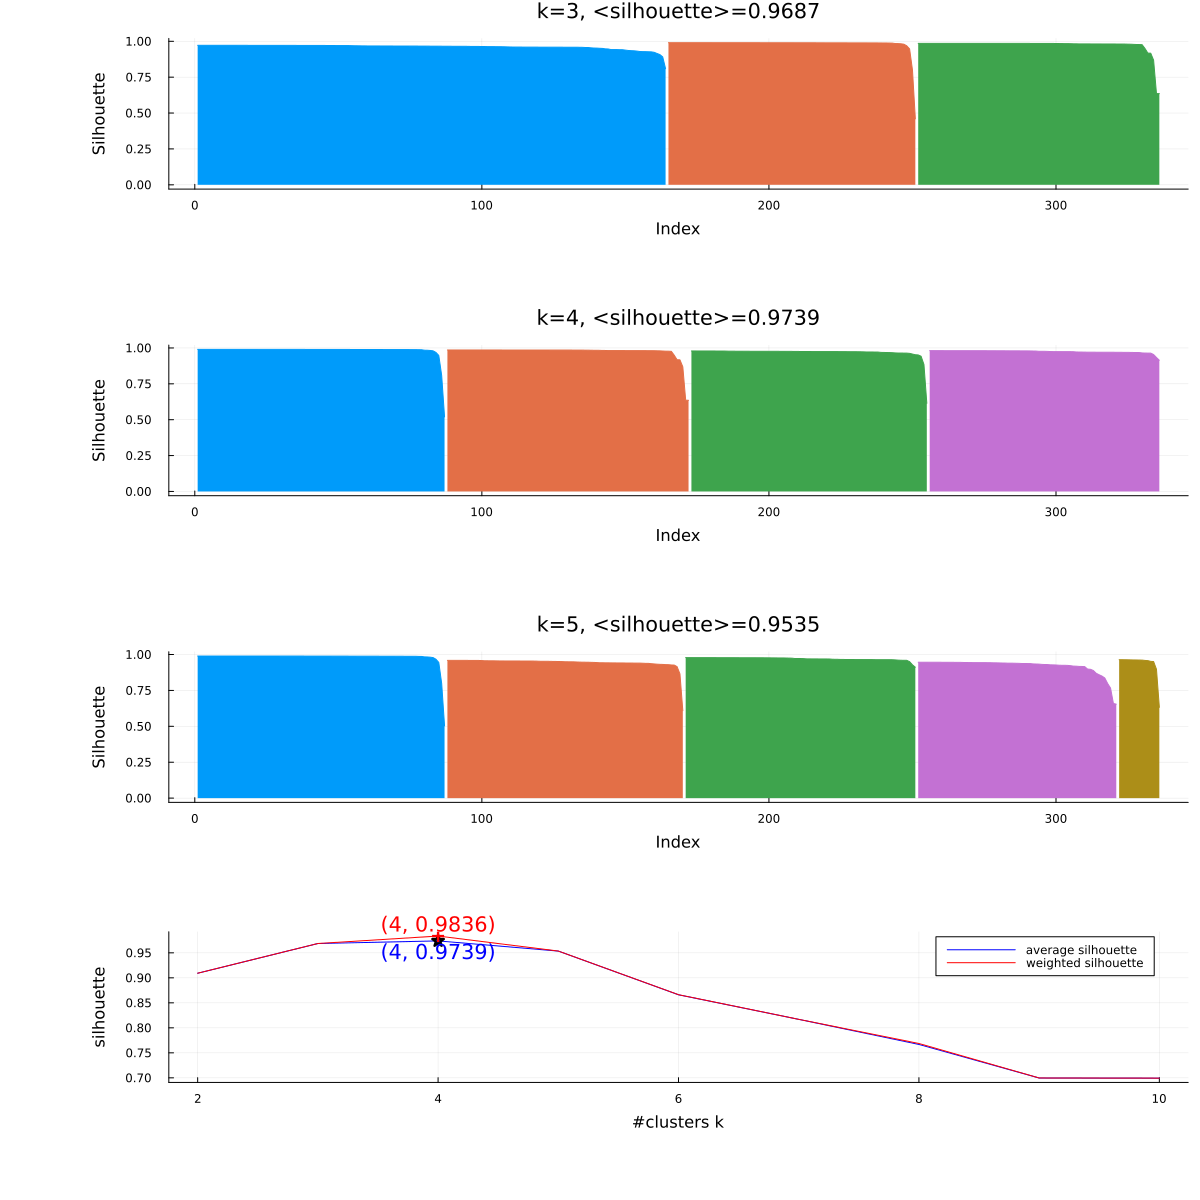 k=3, <silhouette>=0.9687
1.00
0.75
0.50
0.25
0.00
Silhouette
0 100 200 300
Index
k=4, <silhouette>=0.9739
1.00
0.75
0.50
0.25
0.00
Silhouette
0 100 200 300
Index
k=5, <silhouette>=0.9535
1.00
0.75
0.50
0.25
0.00
Silhouette
0 100 200 300
Index
(4, 0.9836)
(4, 0.9739)
average silhouette
weighted silhouette
0.95
0.90
0.85
0.80
0.75
0.70
silhouette
2 4 6 8 10
#clusters k